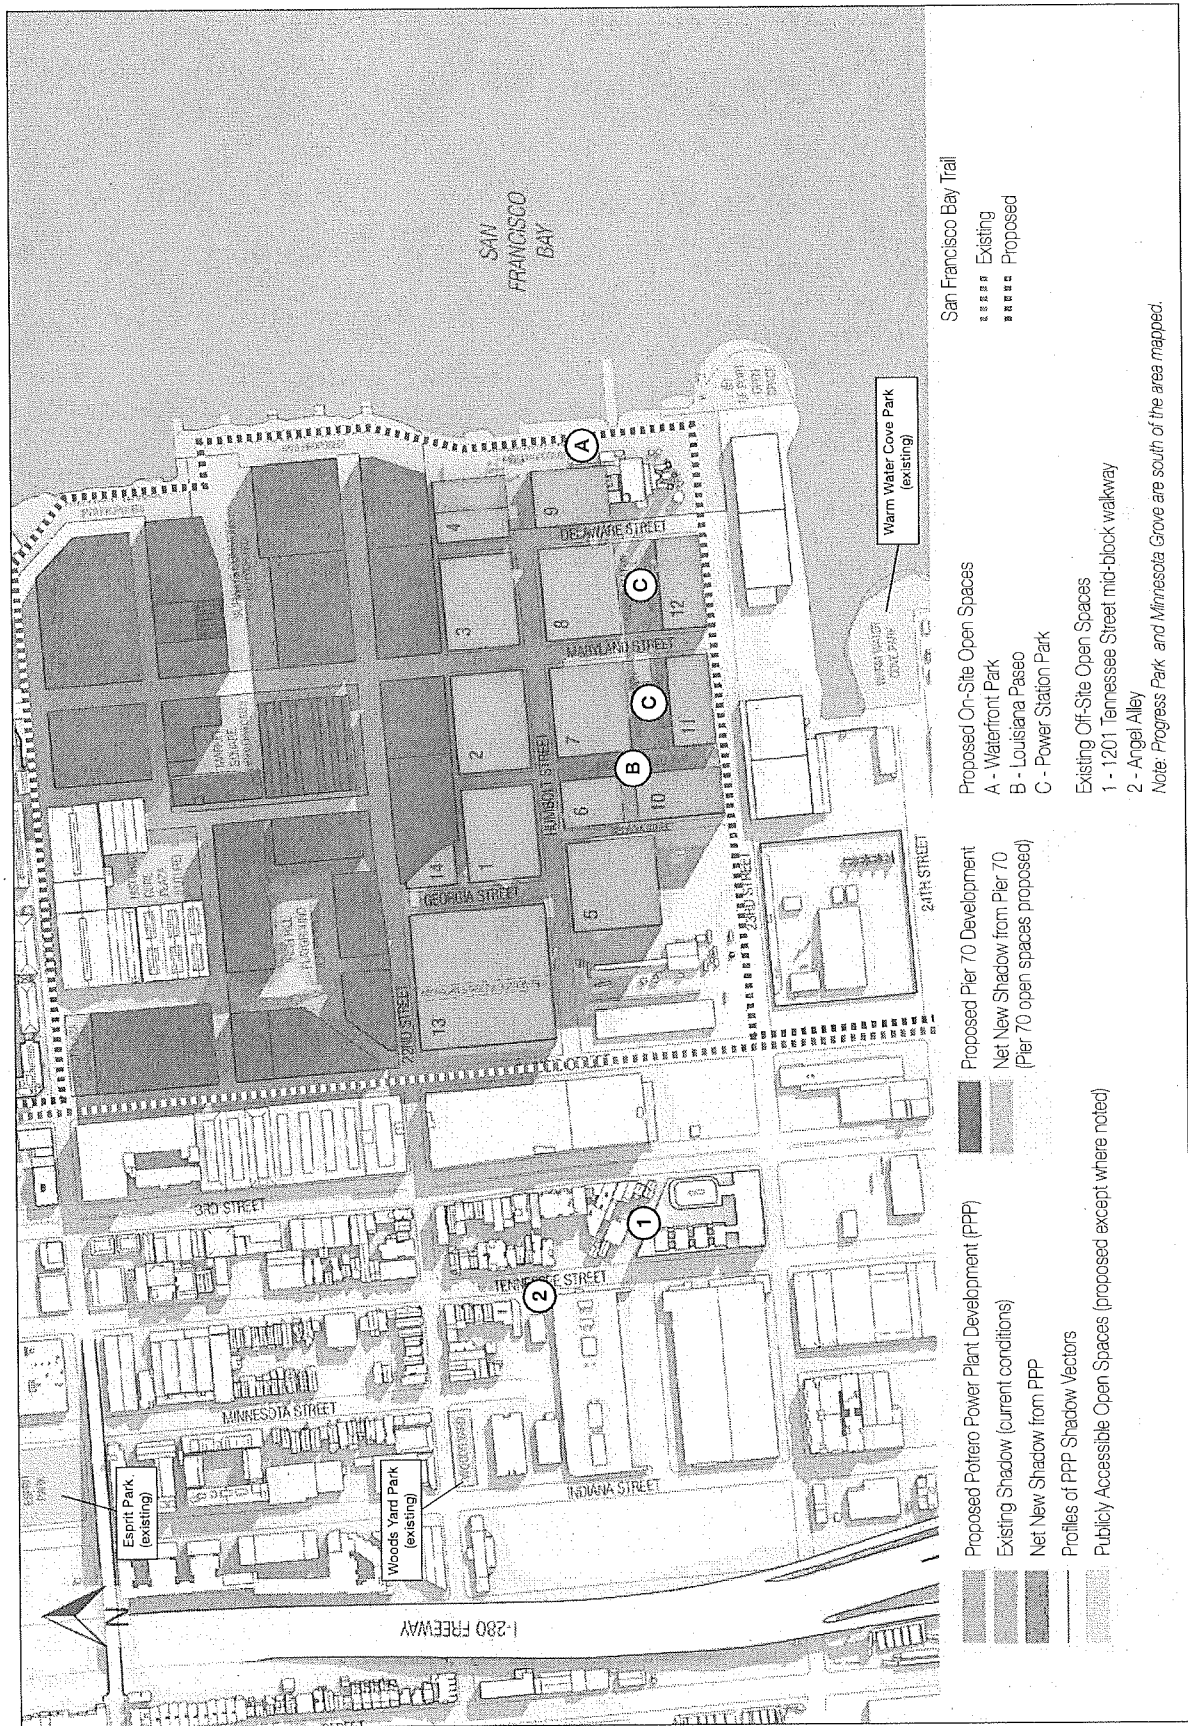 SAN
FRANCISCO
BAY
Esprit Park
(existing)
Woods Yard Park
(existing)
Warm Water Cove Park
(existing)
N
I-280 FREEWAY
INDIANA STREET
MINNESOTA STREET
TENNESSEE STREET
3RD STREET
22ND STREET
GEORGIA STREET
HUMBOLDT STREET
MARYLAND STREET
DELAWARE STREET
23RD STREET
24TH STREET
1
2
3
4
5
6
7
8
9
10
11
12
13
14
A
B
C
C
1
2
Proposed Potrero Power Plant Development (PPP)
Existing Shadow (current conditions)
Net New Shadow from PPP
Profiles of PPP Shadow Vectors
Publicly Accessible Open Spaces (proposed except where noted)
Proposed Pier 70 Development
Net New Shadow from Pier 70
(Pier 70 open spaces proposed)
Proposed On-Site Open Spaces
A - Waterfront Park
B - Louisiana Paseo
C - Power Station Park
Existing Off-Site Open Spaces
1 - 1201 Tennessee Street mid-block walkway
2 - Angel Alley
Note: Progress Park and Minnesota Grove are south of the area mapped.
San Francisco Bay Trail
Existing
Proposed